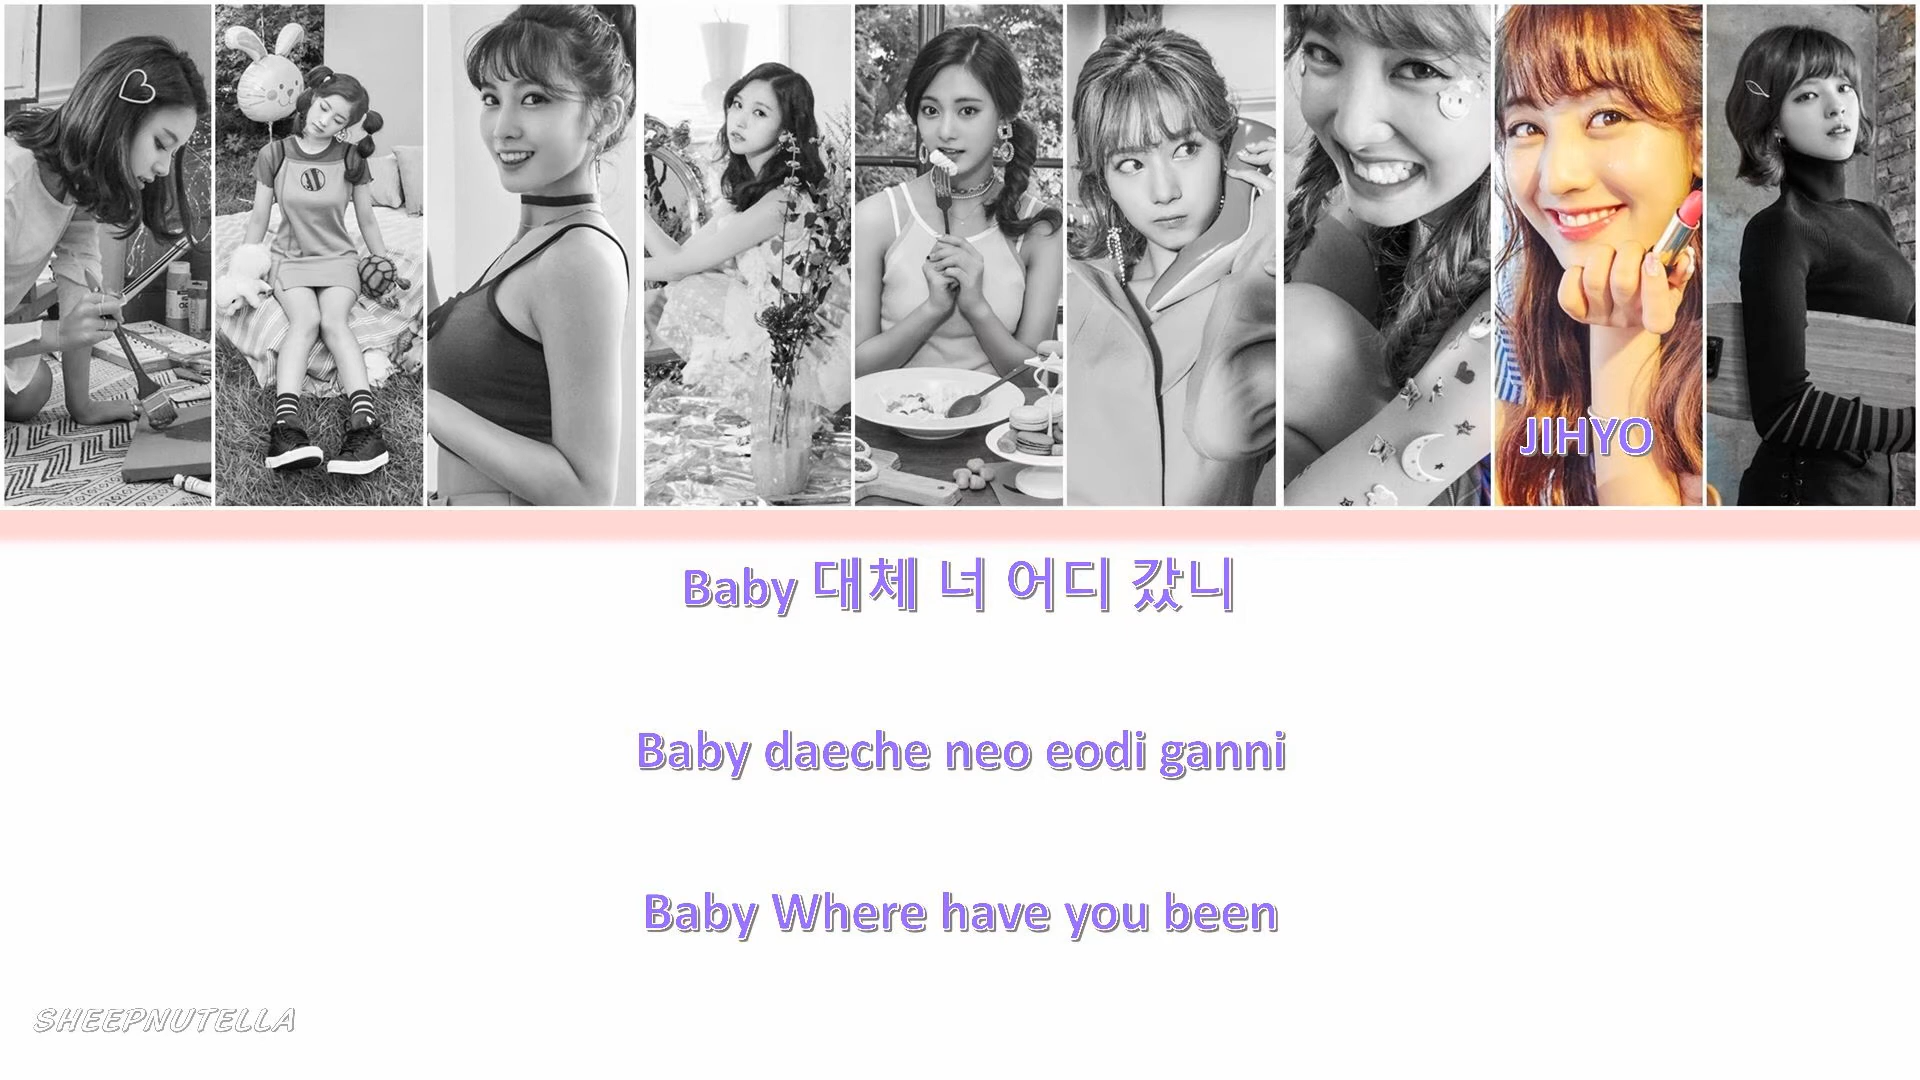 JIHYO
Baby 대체 너 어디 갔니
Baby daeche neo eodi ganni
Baby Where have you been
SHEEPNUTELLA